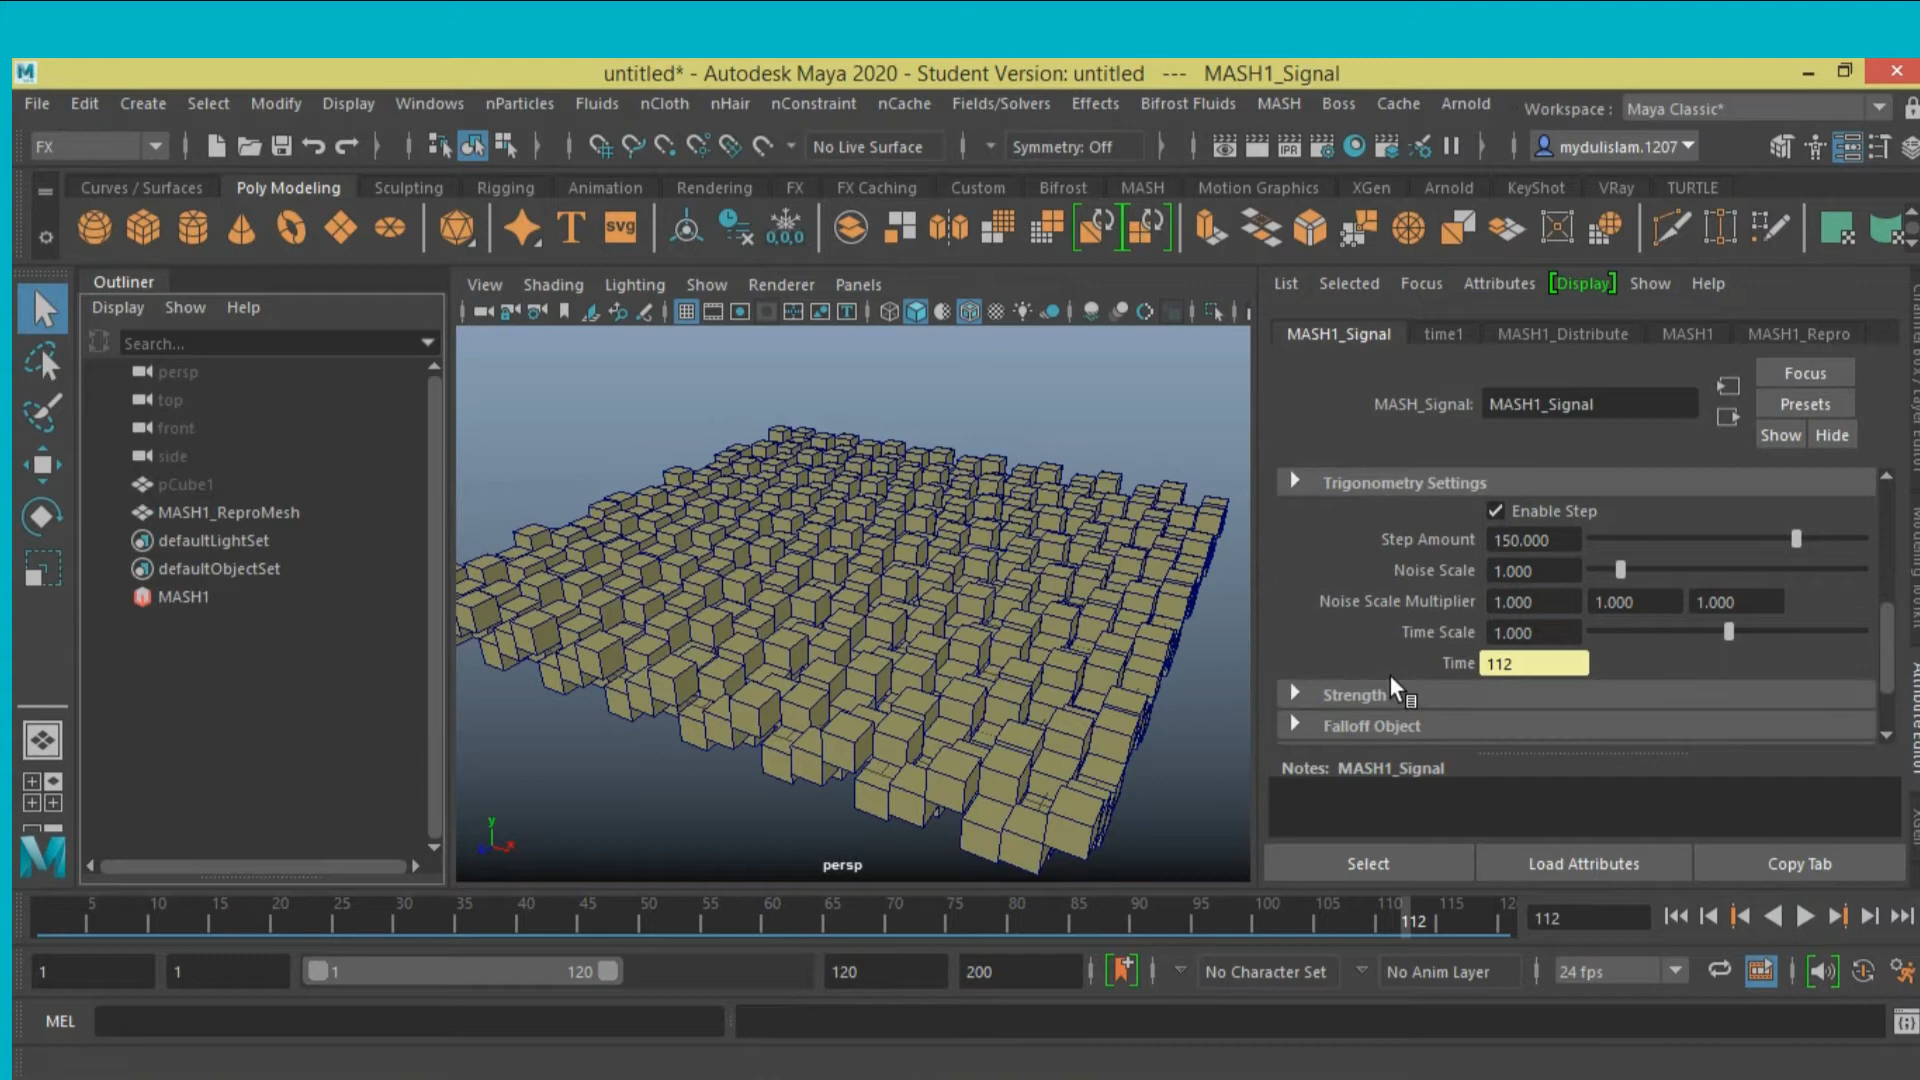 untitled* - Autodesk Maya 2020 - Student Version: untitled --- MASH1_Signal
File Edit Create Select Modify Display Windows nParticles Fluids nCloth nHair nConstraint nCache Fields/Solvers Effects Bifrost Fluids MASH Boss Cache Arnold Workspace : Maya Classic*
FX No Live Surface Symmetry: Off IPR mydulislam.1207
Curves / Surfaces Poly Modeling Sculpting Rigging Animation Rendering FX FX Caching Custom Bifrost MASH Motion Graphics XGen Arnold KeyShot VRay TURTLE
T svg 0,0,0
Outliner
Display Show Help
Search...
persp
top
front
side
pCube1
MASH1_ReproMesh
defaultLightSet
defaultObjectSet
MASH1
View Shading Lighting Show Renderer Panels
y
x
persp
List Selected Focus Attributes Display Show Help
MASH1_Signal time1 MASH1_Distribute MASH1 MASH1_Repro
MASH_Signal: MASH1_Signal
Focus
Presets
Show Hide
Trigonometry Settings
Enable Step
Step Amount 150.000
Noise Scale 1.000
Noise Scale Multiplier 1.000 1.000 1.000
Time Scale 1.000
Time 112
Strength
Falloff Object
Notes: MASH1_Signal
Select Load Attributes Copy Tab
5 10 15 20 25 30 35 40 45 50 55 60 65 70 75 80 85 90 95 100 105 110 115 12
112 112
1 1 1 120 120 200 No Character Set No Anim Layer 24 fps
MEL